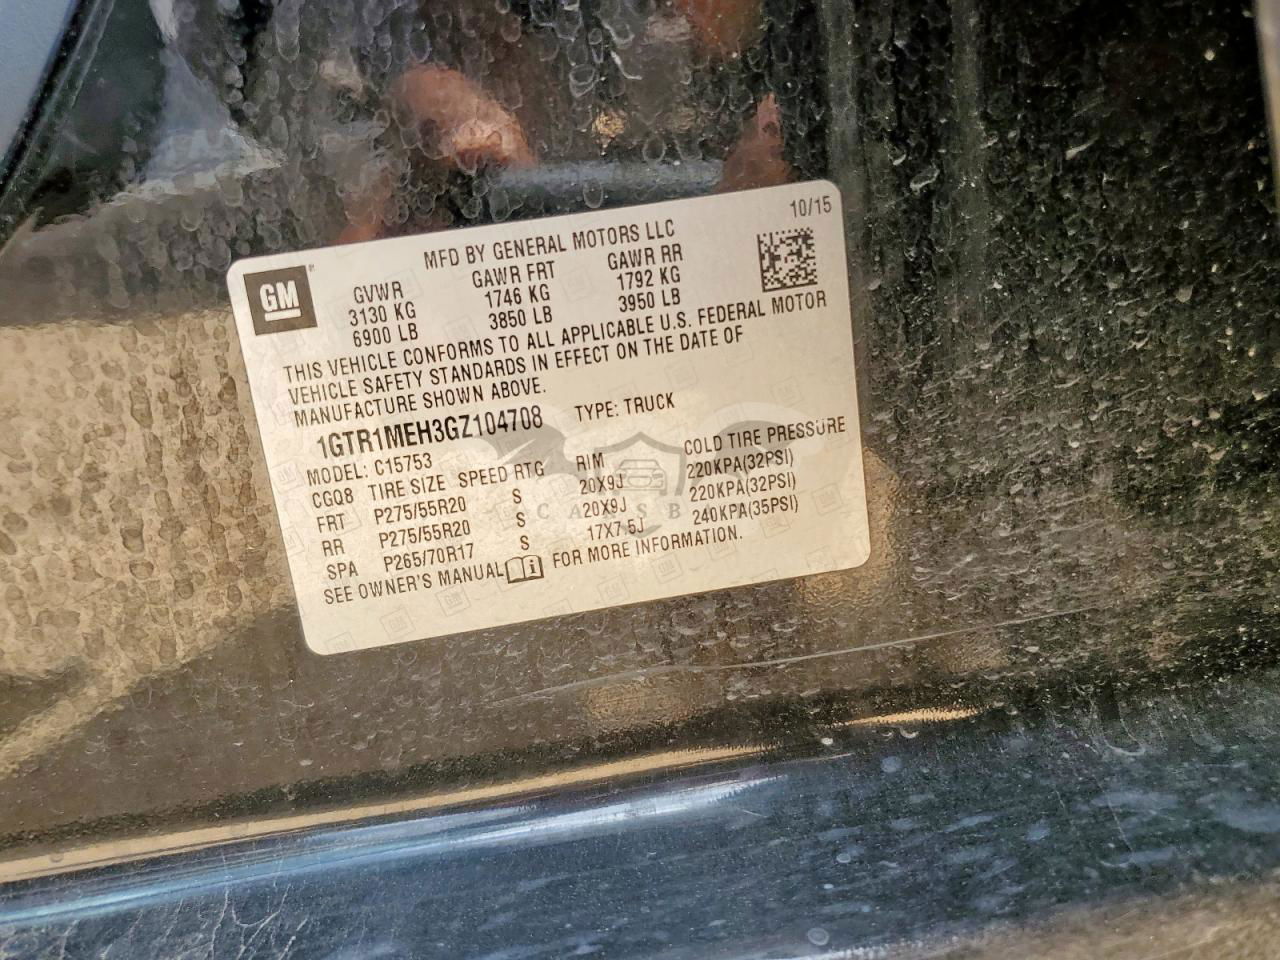 10/15
MFD BY GENERAL MOTORS LLC
GM
GVWR GAWR FRT GAWR RR
3130 KG 1746 KG 1792 KG
6900 LB 3850 LB 3950 LB
THIS VEHICLE CONFORMS TO ALL APPLICABLE U.S. FEDERAL MOTOR
VEHICLE SAFETY STANDARDS IN EFFECT ON THE DATE OF
MANUFACTURE SHOWN ABOVE.
1GTR1MEH3GZ104708 TYPE: TRUCK
MODEL: C15753
CGQ8 TIRE SIZE SPEED RTG RIM COLD TIRE PRESSURE
FRT P275/55R20 S 20X9J 220KPA(32PSI)
RR P275/55R20 S 20X9J 220KPA(32PSI)
SPA P265/70R17 S 17X7.5J 240KPA(35PSI)
SEE OWNER'S MANUAL FOR MORE INFORMATION.